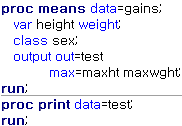 proc means data=gains;
var height weight;
class sex;
output out=test
max=maxht maxwght;
run;
proc print data=test;
run;